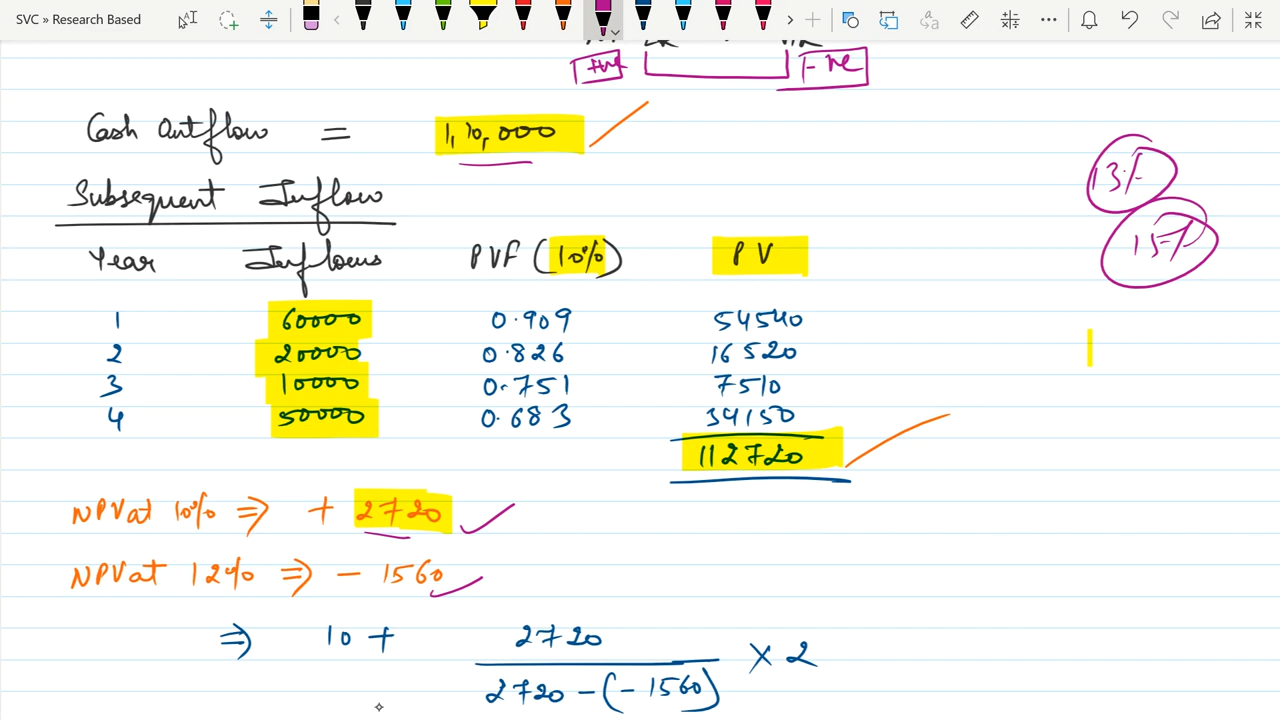 SVC » Research Based
+ve - ve
Cash Outflow = 1,10,000
13%
15%
Subsequent Inflow
Year Inflows PVF (10%) PV
1 60000 0.909 54540
2 20000 0.826 16520
3 10000 0.751 7510
4 50000 0.683 34150
112720
NPV at 10% ⇒ + 2720
NPV at 12% ⇒ - 1560
⇒ 10 + 2720 × 2
2720 - (- 1560)